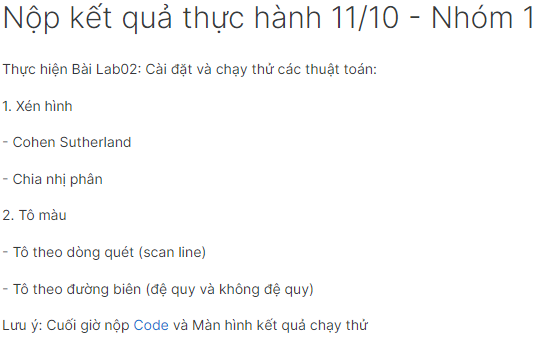 Nộp kết quả thực hành 11/10 - Nhóm 1
Thực hiện Bài Lab02: Cài đặt và chạy thử các thuật toán:
1. Xén hình
- Cohen Sutherland
- Chia nhị phân
2. Tô màu
- Tô theo dòng quét (scan line)
- Tô theo đường biên (đệ quy và không đệ quy)
Lưu ý: Cuối giờ nộp Code và Màn hình kết quả chạy thử